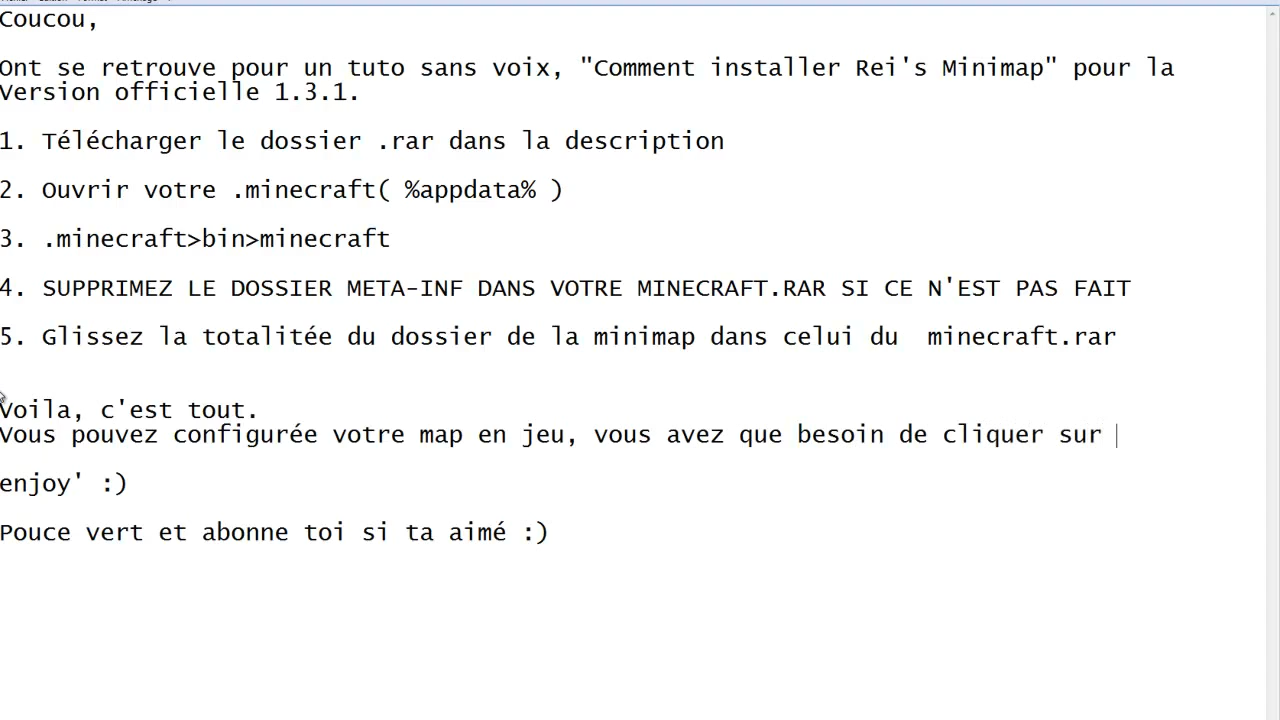 Coucou,
Ont se retrouve pour un tuto sans voix, "Comment installer Rei's Minimap" pour la
Version officielle 1.3.1.
1. Télécharger le dossier .rar dans la description
2. Ouvrir votre .minecraft( %appdata% )
3. .minecraft>bin>minecraft
4. SUPPRIMEZ LE DOSSIER META-INF DANS VOTRE MINECRAFT.RAR SI CE N'EST PAS FAIT
5. Glissez la totalitée du dossier de la minimap dans celui du  minecraft.rar
Voila, c'est tout.
Vous pouvez configurée votre map en jeu, vous avez que besoin de cliquer sur
enjoy' :)
Pouce vert et abonne toi si ta aimé :)